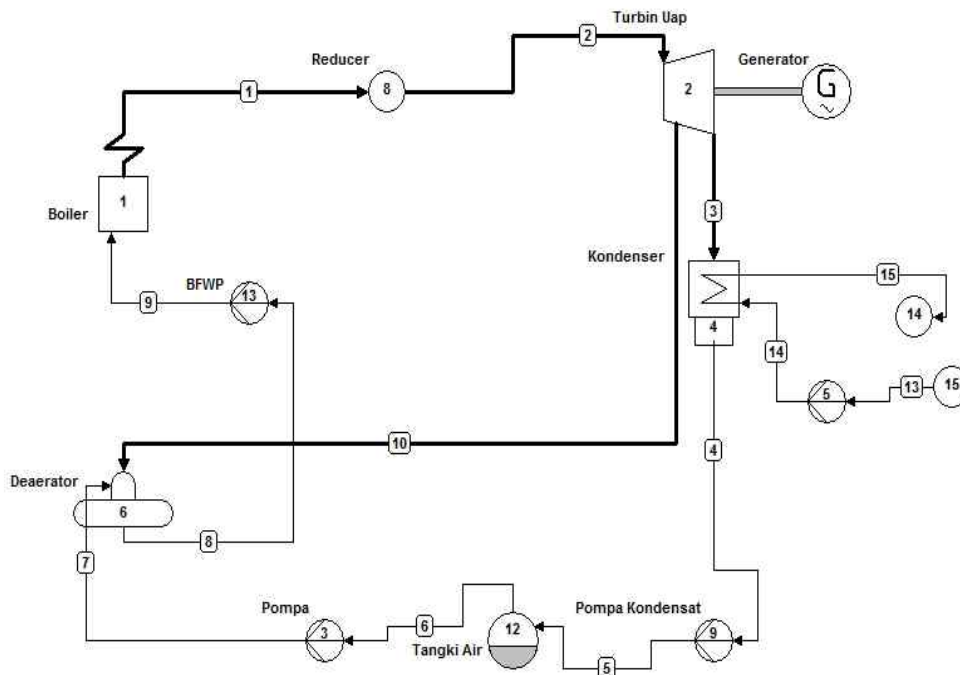 Turbin Uap
2
Reducer
Generator
1
8
2
G
~
1
Boiler
3
Kondenser
15
BFWP
9
13
4
14
14
5
13
15
10
4
Deaerator
6
8
7
Pompa
6
12
Pompa Kondensat
3
9
Tangki Air
5